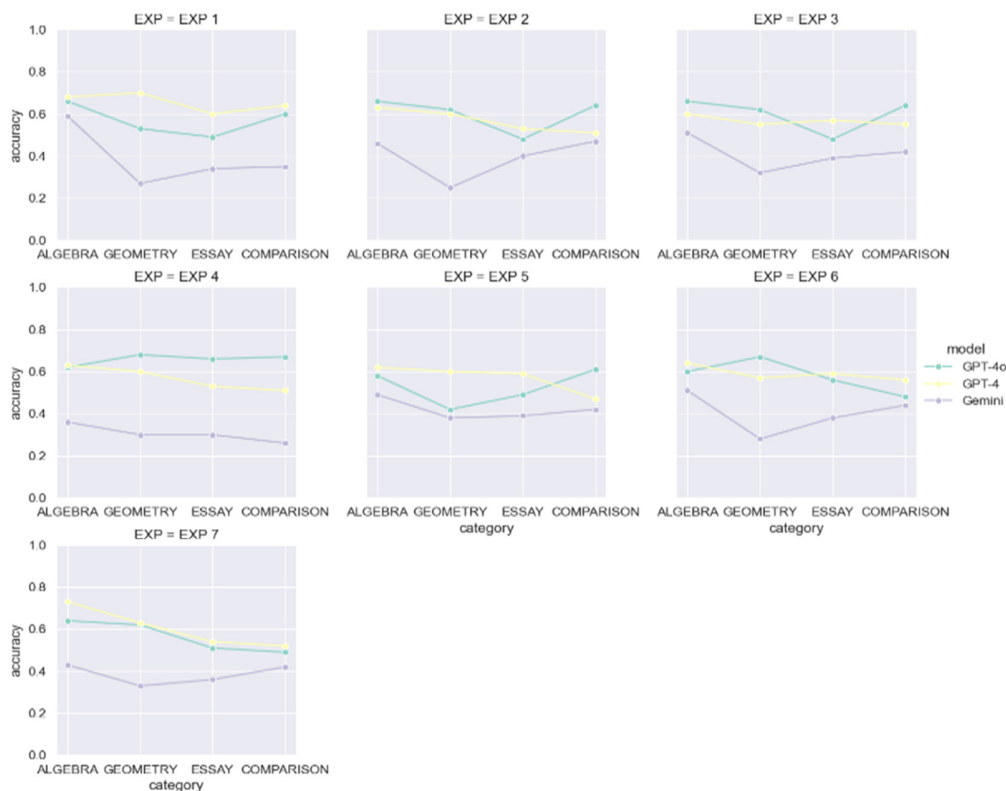 EXP = EXP 1
EXP = EXP 2
EXP = EXP 3
1.0
0.8
0.6
0.4
0.2
0.0
accuracy
ALGEBRA GEOMETRY ESSAY COMPARISON
ALGEBRA GEOMETRY ESSAY COMPARISON
ALGEBRA GEOMETRY ESSAY COMPARISON
EXP = EXP 4
EXP = EXP 5
EXP = EXP 6
1.0
0.8
0.6
0.4
0.2
0.0
accuracy
model
GPT-4o
GPT-4
Gemini
ALGEBRA GEOMETRY ESSAY COMPARISON
ALGEBRA GEOMETRY ESSAY COMPARISON
category
ALGEBRA GEOMETRY ESSAY COMPARISON
category
EXP = EXP 7
1.0
0.8
0.6
0.4
0.2
0.0
accuracy
ALGEBRA GEOMETRY ESSAY COMPARISON
category